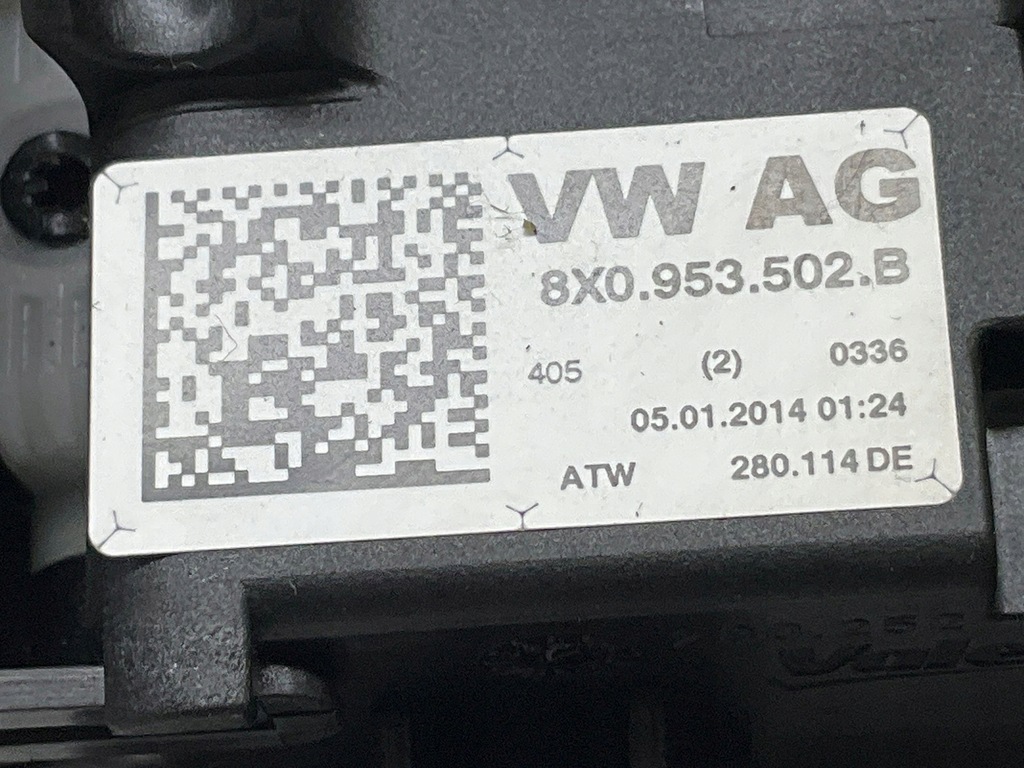 VW AG
8X0.953.502.B
405 (2) 0336
05.01.2014 01:24
ATW 280.114 DE